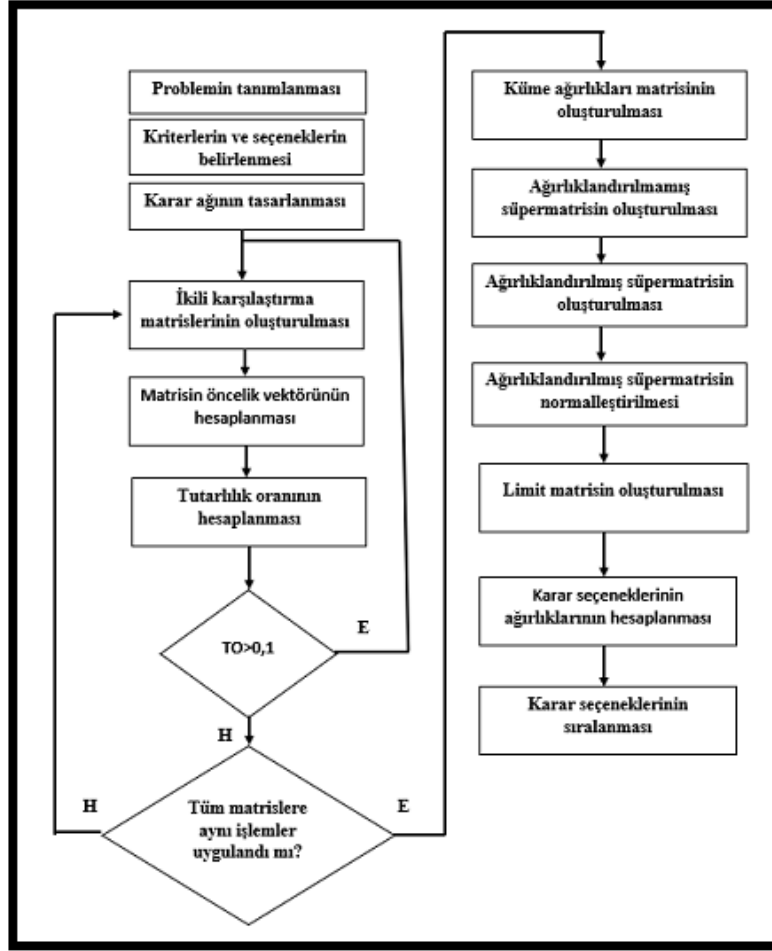 Problemin tanımlanması
Kriterlerin ve seçeneklerin
belirlenmesi
Karar ağının tasarlanması
İkili karşılaştırma
matrislerinin oluşturulması
Matrisin öncelik vektörünün
hesaplanması
Tutarlılık oranının
hesaplanması
TO>0,1
E
H
Tüm matrislere
aynı işlemler
uygulandı mı?
H
E
Küme ağırlıkları matrisinin
oluşturulması
Ağırlıklandırılmamış
süpermatrisin oluşturulması
Ağırlıklandırılmış süpermatrisin
oluşturulması
Ağırlıklandırılmış süpermatrisin
normalleştirilmesi
Limit matrisin oluşturulması
Karar seçeneklerinin
ağırlıklarının hesaplanması
Karar seçeneklerinin
sıralanması